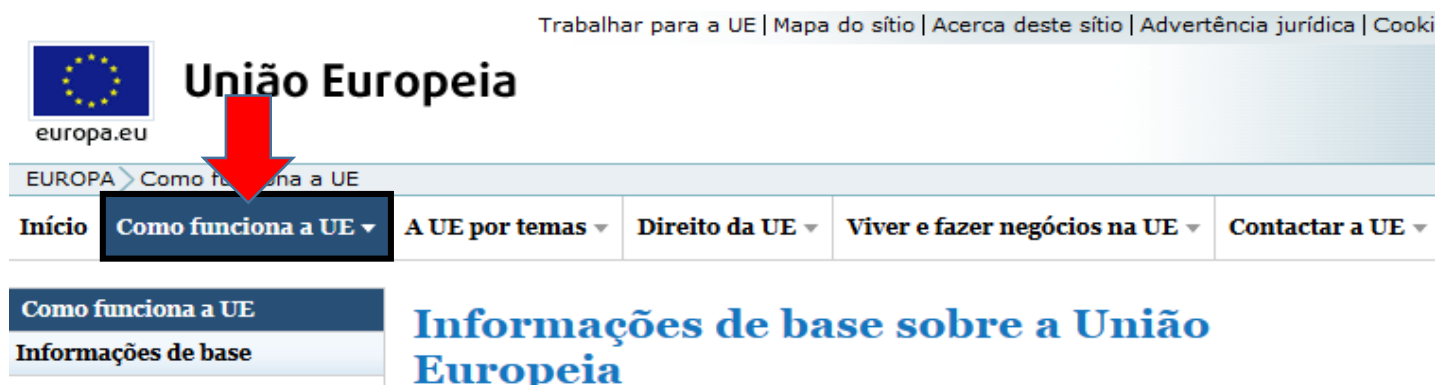 Trabalhar para a UE | Mapa do sítio | Acerca deste sítio | Advertência jurídica | Cooki
União Europeia
europa.eu
EUROPA > Como funciona a UE
Início Como funciona a UE A UE por temas Direito da UE Viver e fazer negócios na UE Contactar a UE
Como funciona a UE
Informações de base
Informações de base sobre a União
Europeia